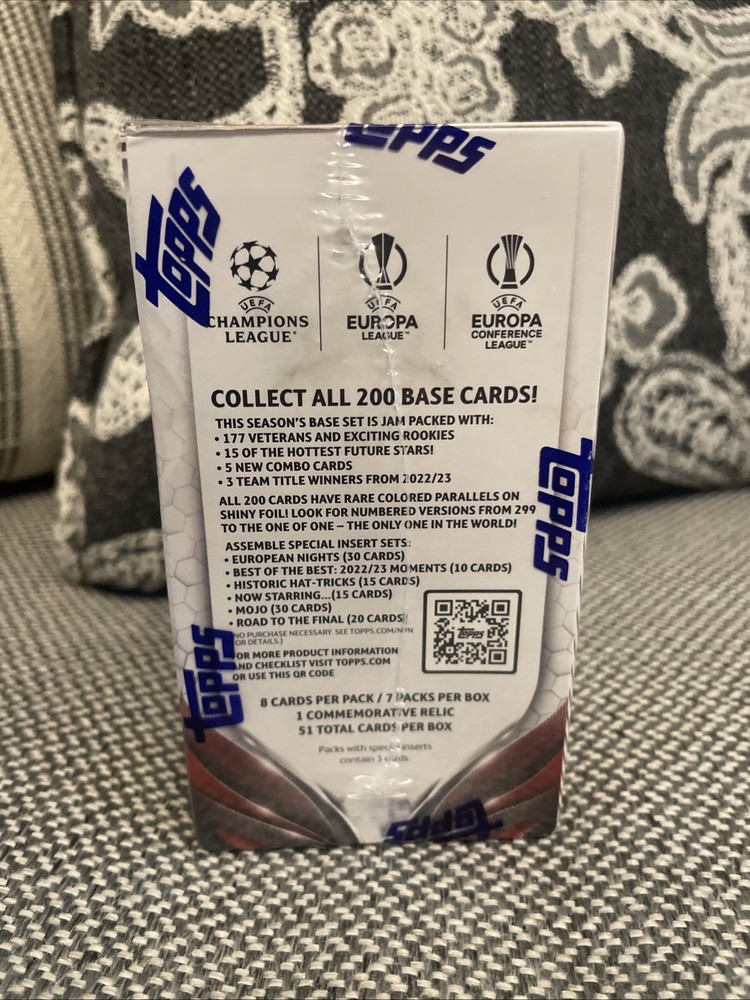 topps
topps
UEFA
CHAMPIONS
LEAGUE®
UEFA
EUROPA
LEAGUE™
UEFA
EUROPA
CONFERENCE
LEAGUE™
COLLECT ALL 200 BASE CARDS!
THIS SEASON'S BASE SET IS JAM PACKED WITH:
• 177 VETERANS AND EXCITING ROOKIES
• 15 OF THE HOTTEST FUTURE STARS!
• 5 NEW COMBO CARDS
• 3 TEAM TITLE WINNERS FROM 2022/23
ALL 200 CARDS HAVE RARE COLORED PARALLELS ON
SHINY FOIL! LOOK FOR NUMBERED VERSIONS FROM 299
TO THE ONE OF ONE – THE ONLY ONE IN THE WORLD!
topps
ASSEMBLE SPECIAL INSERT SETS:
• EUROPEAN NIGHTS (30 CARDS)
• BEST OF THE BEST: 2022/23 MOMENTS (10 CARDS)
• HISTORIC HAT-TRICKS (15 CARDS)
• NOW STARRING...(15 CARDS)
• MOJO (30 CARDS)
• ROAD TO THE FINAL (20 CARDS)
NO PURCHASE NECESSARY. SEE TOPPS.COM/NPN
FOR DETAILS.)
topps
FOR MORE PRODUCT INFORMATION
AND CHECKLIST VISIT TOPPS.COM
OR USE THIS QR CODE
topps
8 CARDS PER PACK / 7 PACKS PER BOX
1 COMMEMORATIVE RELIC
51 TOTAL CARDS PER BOX
Packs with special inserts
contain 3 cards.
topps